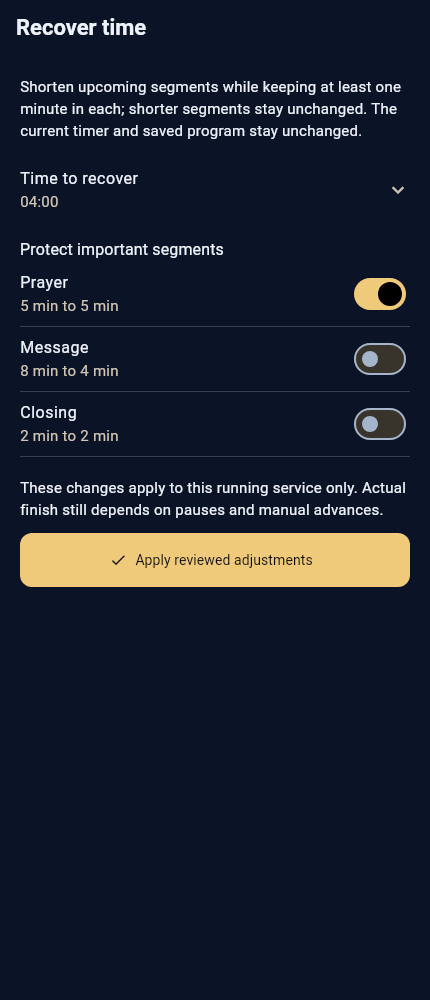 Recover time
Shorten upcoming segments while keeping at least one
minute in each; shorter segments stay unchanged. The
current timer and saved program stay unchanged.
Time to recover
04:00
Protect important segments
Prayer
5 min to 5 min
Message
8 min to 4 min
Closing
2 min to 2 min
These changes apply to this running service only. Actual
finish still depends on pauses and manual advances.
Apply reviewed adjustments